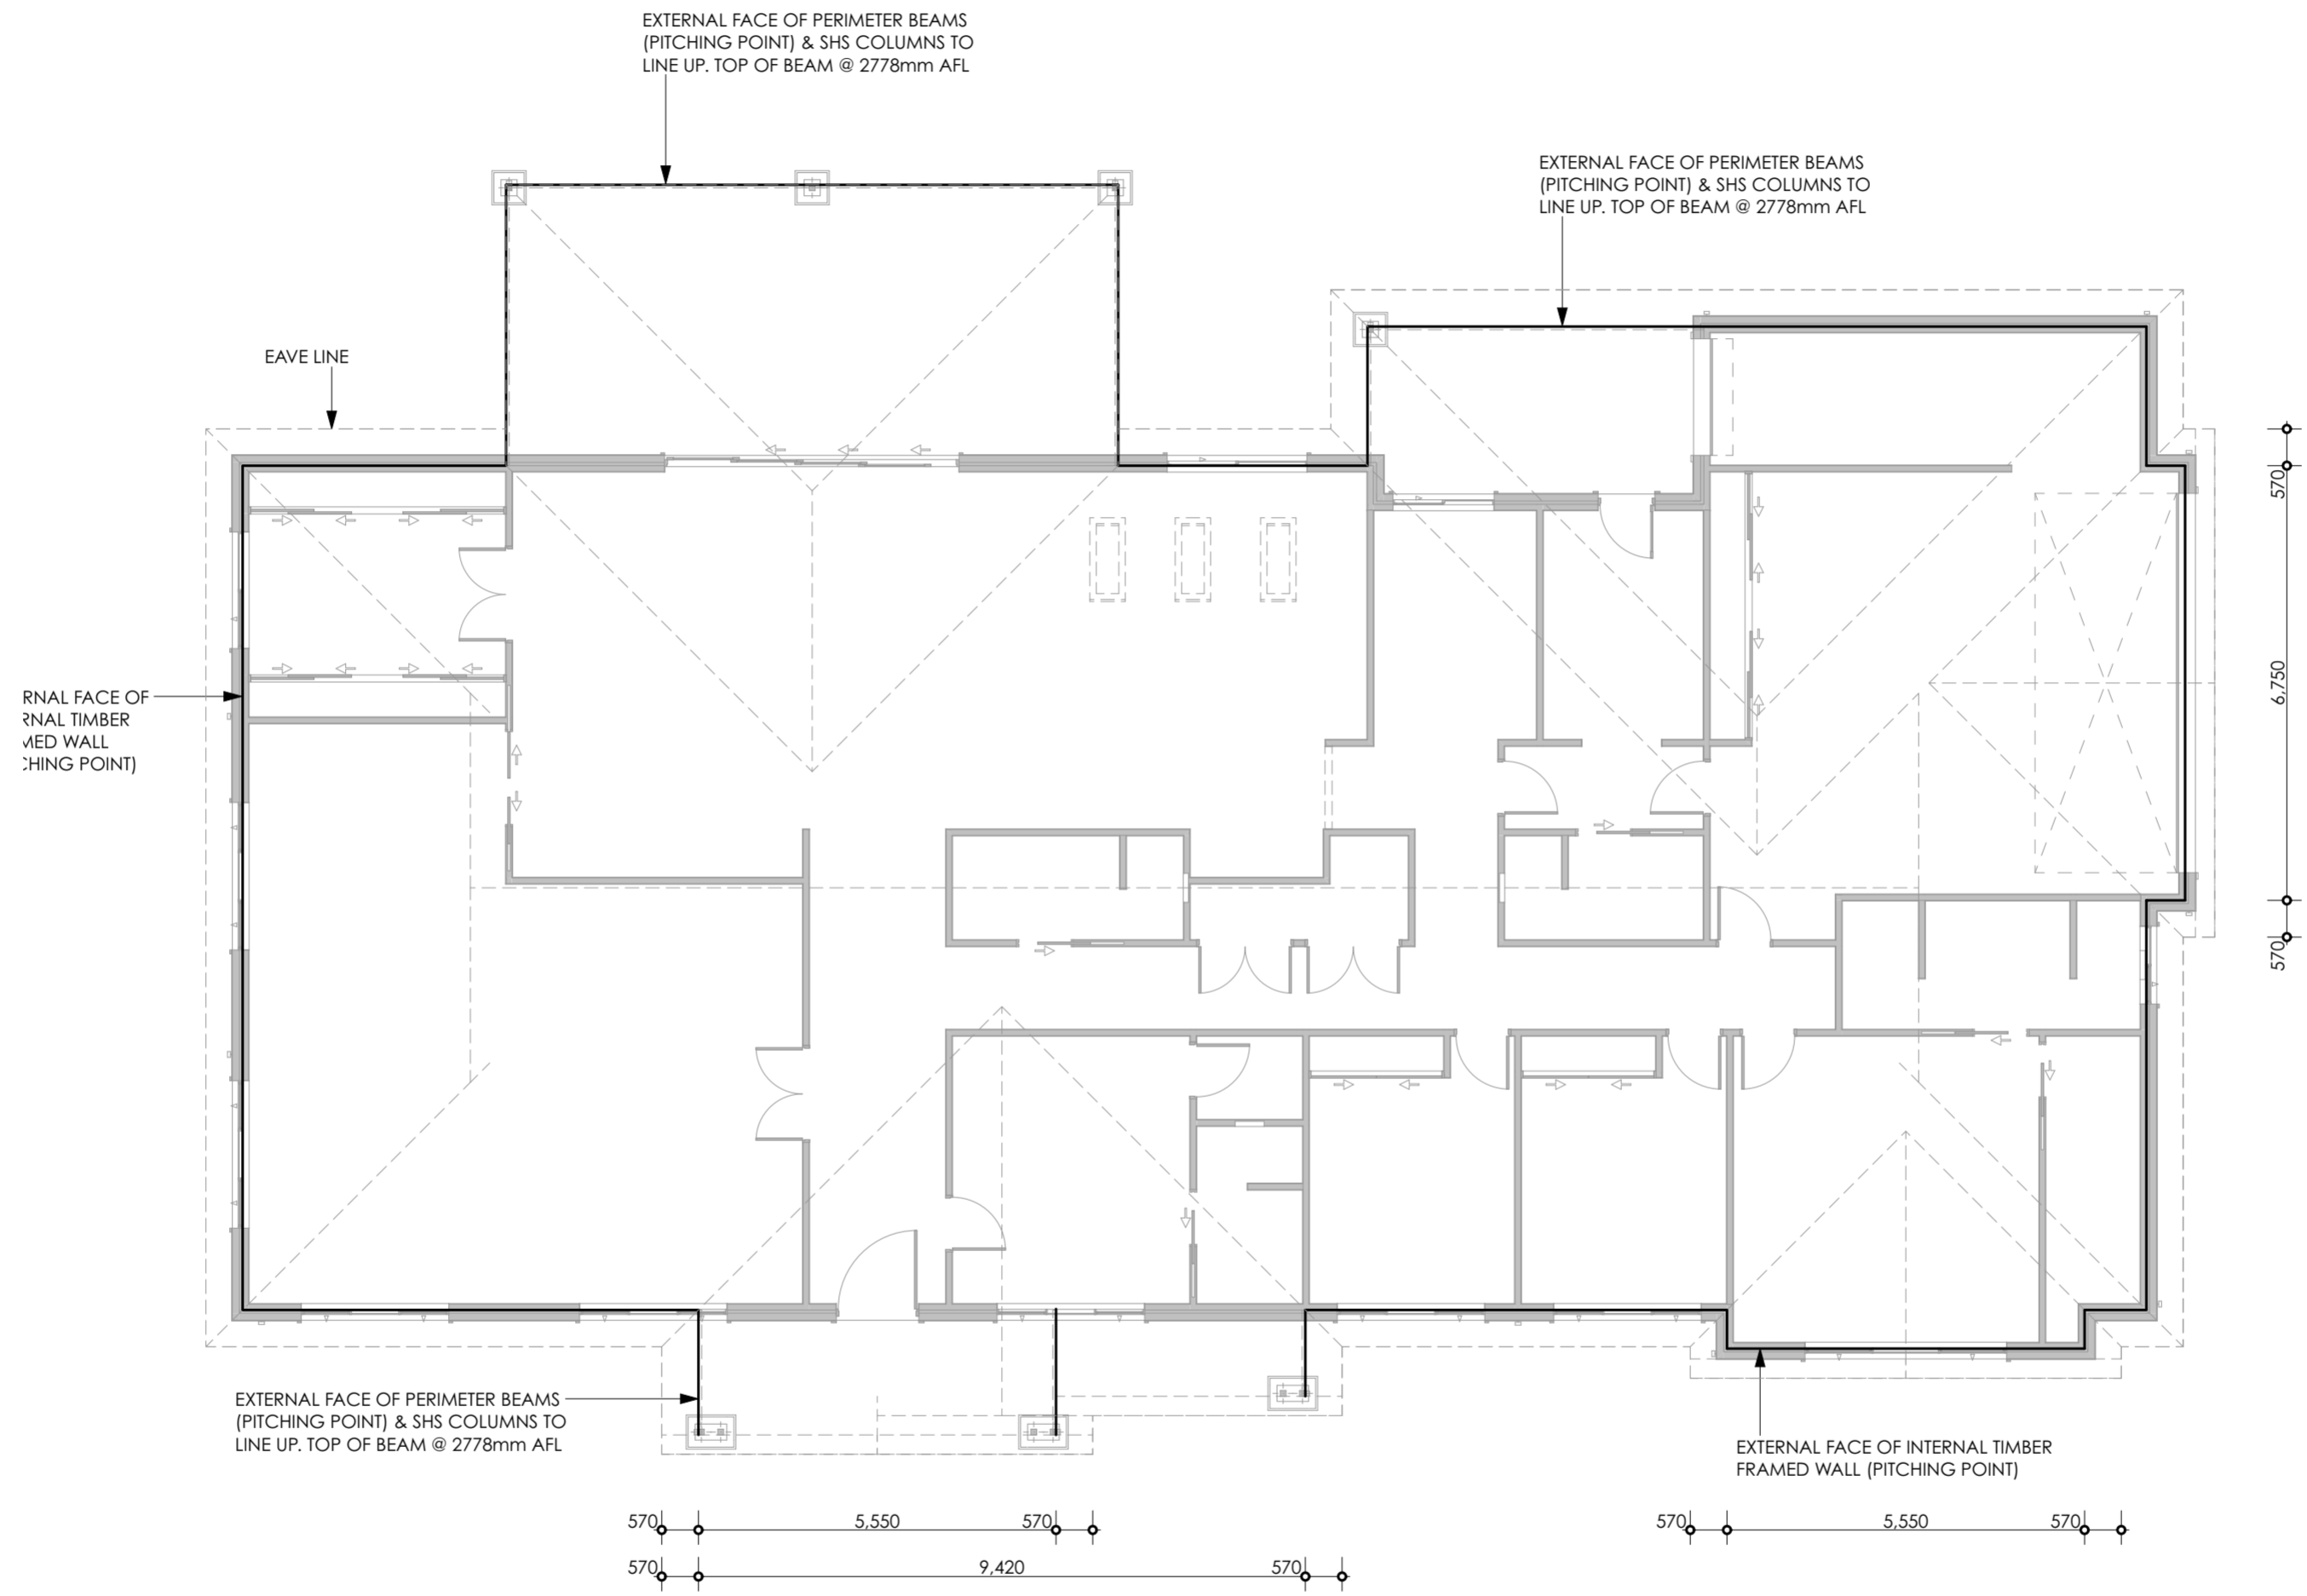 EXTERNAL FACE OF PERIMETER BEAMS
(PITCHING POINT) & SHS COLUMNS TO
LINE UP. TOP OF BEAM @ 2778mm AFL
EXTERNAL FACE OF PERIMETER BEAMS
(PITCHING POINT) & SHS COLUMNS TO
LINE UP. TOP OF BEAM @ 2778mm AFL
EAVE LINE
570
6,750
570
RNAL FACE OF
RNAL TIMBER
MED WALL
CHING POINT)
EXTERNAL FACE OF PERIMETER BEAMS
(PITCHING POINT) & SHS COLUMNS TO
LINE UP. TOP OF BEAM @ 2778mm AFL
EXTERNAL FACE OF INTERNAL TIMBER
FRAMED WALL (PITCHING POINT)
570 5,550 570
570 5,550 570
570 9,420 570